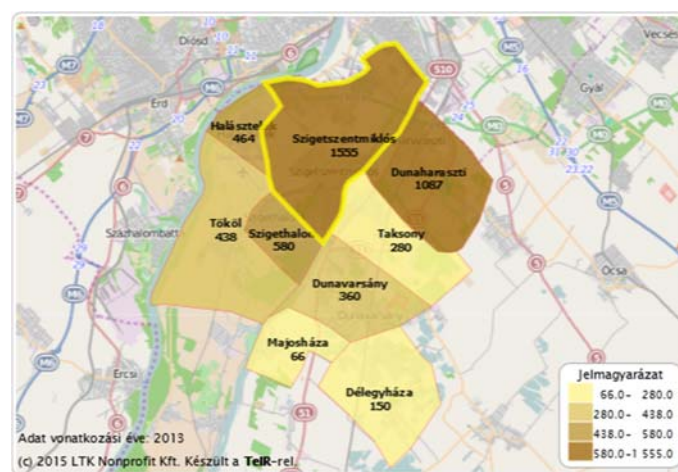 Diósd
Vecsés
Gyál
Érd
Halásztelek
464
Szigetszentmiklós
1555
Dunaharaszti
1087
Százhalombatta
Tököl
438
Szigethalom
580
Taksony
280
Ócsa
Dunavarsány
360
Majosháza
66
Ercsi
Délegyháza
150
Jelmagyarázat
66.0- 280.0
280.0- 438.0
438.0- 580.0
580.0-1 555.0
Adat vonatkozási éve: 2013
(c) 2015 LTK Nonprofit Kft. Készült a TeIR-rel.